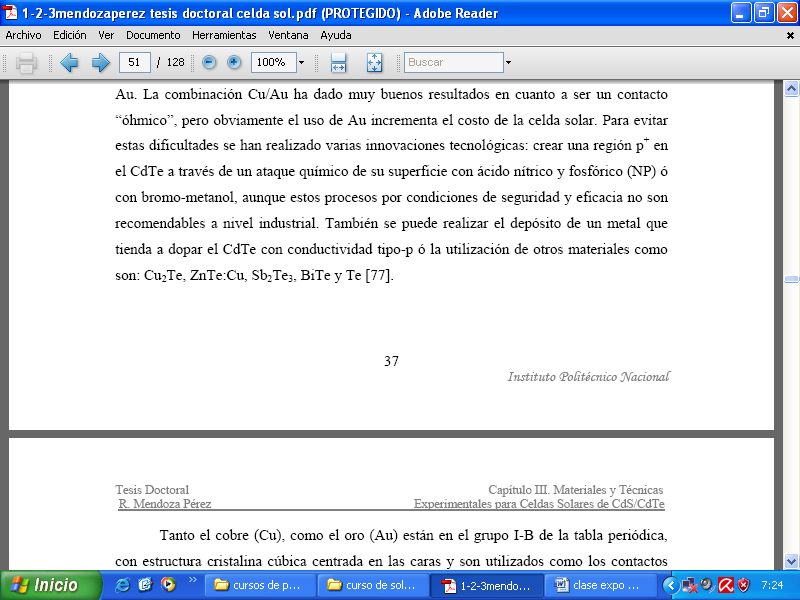 1-2-3mendozaperez tesis doctoral celda sol.pdf (PROTEGIDO) - Adobe Reader
Archivo Edición Ver Documento Herramientas Ventana Ayuda
51 / 128 100% Buscar
Au. La combinación Cu/Au ha dado muy buenos resultados en cuanto a ser un contacto
“óhmico”, pero obviamente el uso de Au incrementa el costo de la celda solar. Para evitar
estas dificultades se han realizado varias innovaciones tecnológicas: crear una región p⁺ en
el CdTe a través de un ataque químico de su superficie con ácido nítrico y fosfórico (NP) ó
con bromo-metanol, aunque estos procesos por condiciones de seguridad y eficacia no son
recomendables a nivel industrial. También se puede realizar el depósito de un metal que
tienda a dopar el CdTe con conductividad tipo-p ó la utilización de otros materiales como
son: Cu₂Te, ZnTe:Cu, Sb₂Te₃, BiTe y Te [77].
37
Instituto Politécnico Nacional
Tesis Doctoral Capítulo III. Materiales y Técnicas
R. Mendoza Pérez Experimentales para Celdas Solares de CdS/CdTe
Tanto el cobre (Cu), como el oro (Au) están en el grupo I-B de la tabla periódica,
con estructura cristalina cúbica centrada en las caras y son utilizados como los contactos
Inicio cursos de p... curso de sol... 1-2-3mendo... clase expo ... 7:24